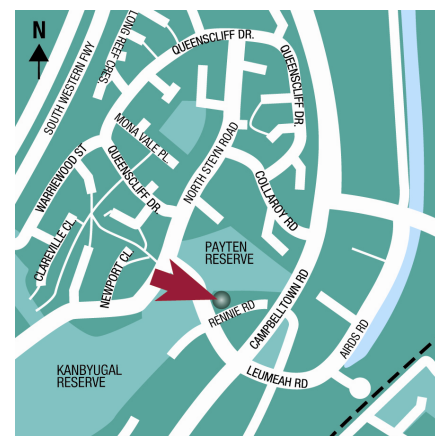 N
LONG REEF CRES
QUEENSCLIFF DR.
SOUTH WESTERN FWY
QUEENSCLIFF DR.
MONA VALE PL.
WARRIEWOOD ST
QUEENSCLIFF DR.
NORTH STEYN ROAD
COLLAROY RD
CLAREVILLE CL
NEWPORT CL
PAYTEN
RESERVE
RENNIE RD
CAMPBELLTOWN RD
AIRDS RD
LEUMEAH RD
KANBYUGAL
RESERVE